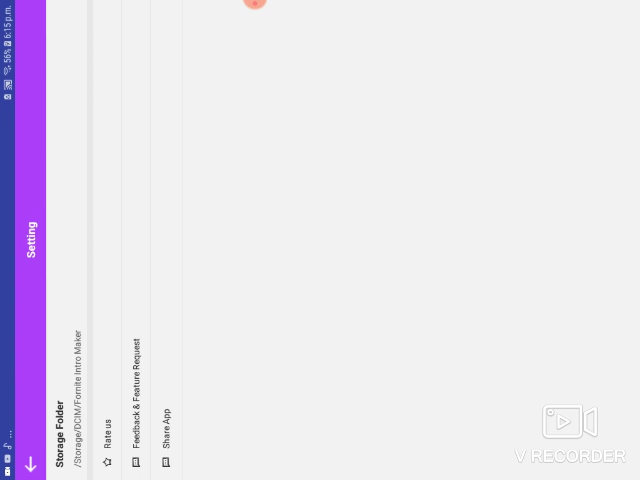 56% 6:15 p.m.
Setting
Storage Folder
/Storage/DCIM/Fornite Intro Maker
Rate us
Feedback & Feature Request
Share App
V RECORDER